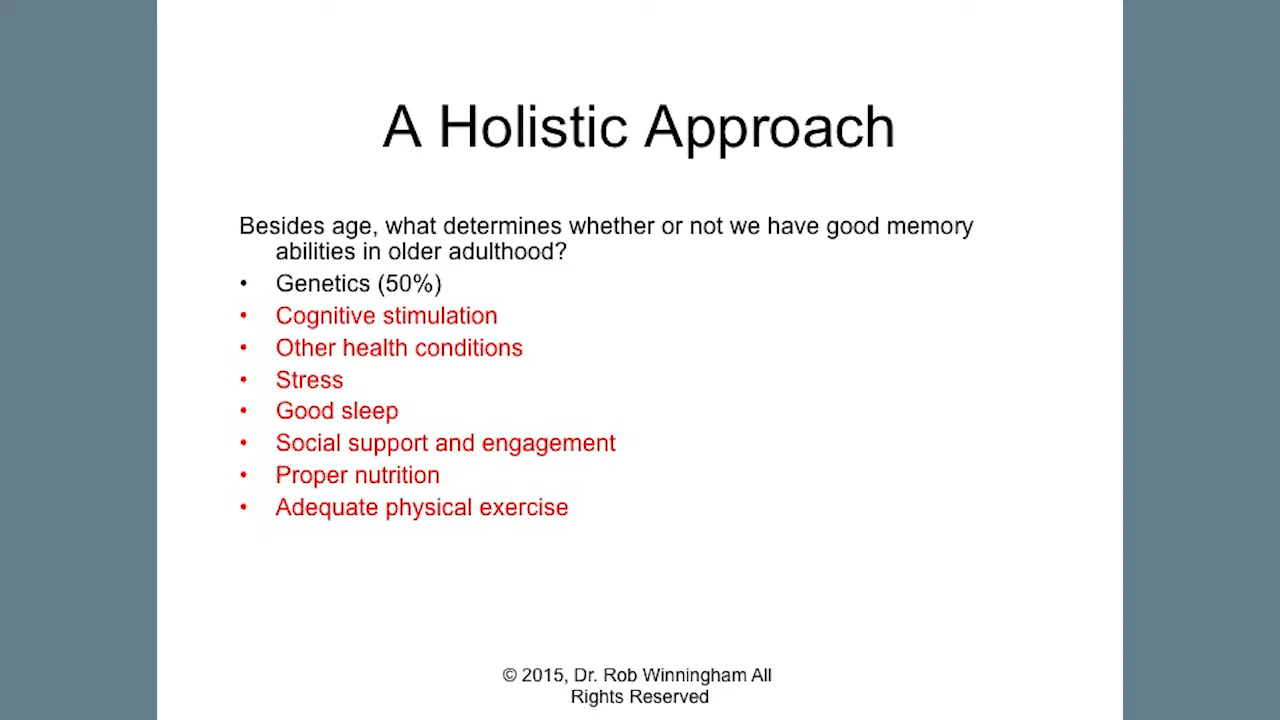 A Holistic Approach
Besides age, what determines whether or not we have good memory
abilities in older adulthood?
• Genetics (50%)
• Cognitive stimulation
• Other health conditions
• Stress
• Good sleep
• Social support and engagement
• Proper nutrition
• Adequate physical exercise
© 2015, Dr. Rob Winningham All
Rights Reserved